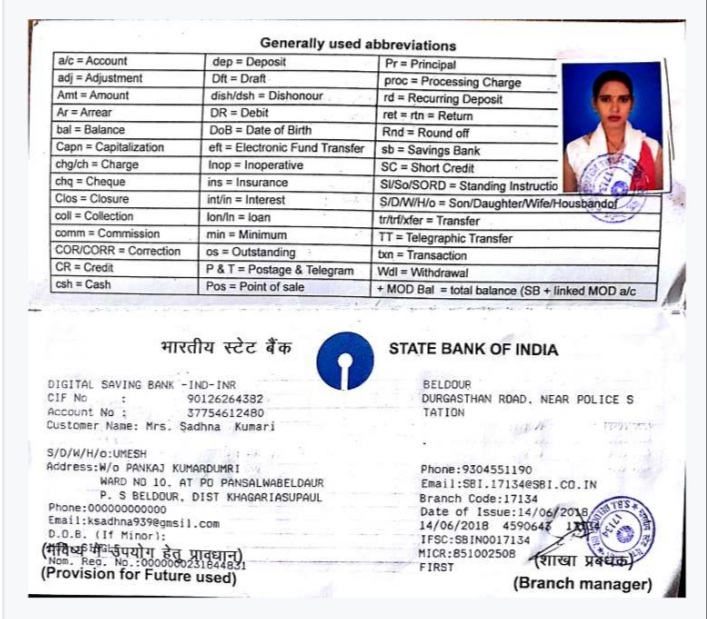 Generally used abbreviations
a/c = Account dep = Deposit Pr = Principal
adj = Adjustment Dft = Draft proc = Processing Charge
Amt = Amount dish/dsh = Dishonour rd = Recurring Deposit
Ar = Arrear DR = Debit ret = rtn = Return
bal = Balance DoB = Date of Birth Rnd = Round off
Capn = Capitalization eft = Electronic Fund Transfer sb = Savings Bank
chg/ch = Charge Inop = Inoperative SC = Short Credit
chq = Cheque ins = Insurance SI/So/SORD = Standing Instructio
Clos = Closure int/in = Interest S/D/W/H/o = Son/Daughter/Wife/Housbandof
coll = Collection lon/ln = loan tr/trf/xfer = Transfer
comm = Commission min = Minimum TT = Telegraphic Transfer
COR/CORR = Correction os = Outstanding txn = Transaction
CR = Credit P & T = Postage & Telegram Wdl = Withdrawal
csh = Cash Pos = Point of sale + MOD Bal = total balance (SB + linked MOD a/c
भारतीय स्टेट बैंक STATE BANK OF INDIA
DIGITAL SAVING BANK -IND-INR
CIF No : 90126264382
Account No : 37754612480
Customer Name: Mrs. Sadhna Kumari
S/D/W/H/o:UMESH
Address:W/o PANKAJ KUMARDUMRI
WARD NO 10. AT PO PANSALWABELDAUR
P. S BELDOUR, DIST KHAGARIASUPAUL
Phone:000000000000
Email:ksadhna939@gmsil.com
D.O.B. (If Minor):
(भविष्य में उपयोग हेतु प्रावधान)
Nom. Reg. No.:0000000231844831
(Provision for Future used)
BELDOUR
DURGASTHAN ROAD. NEAR POLICE S
TATION
Phone:9304551190
Email:SBI.17134@SBI.CO.IN
Branch Code:17134
Date of Issue:14/06/2018
14/06/2018 4590643
IFSC:SBIN0017134
MICR:851002508
FIRST
(शाखा प्रबंधक)
(Branch manager)